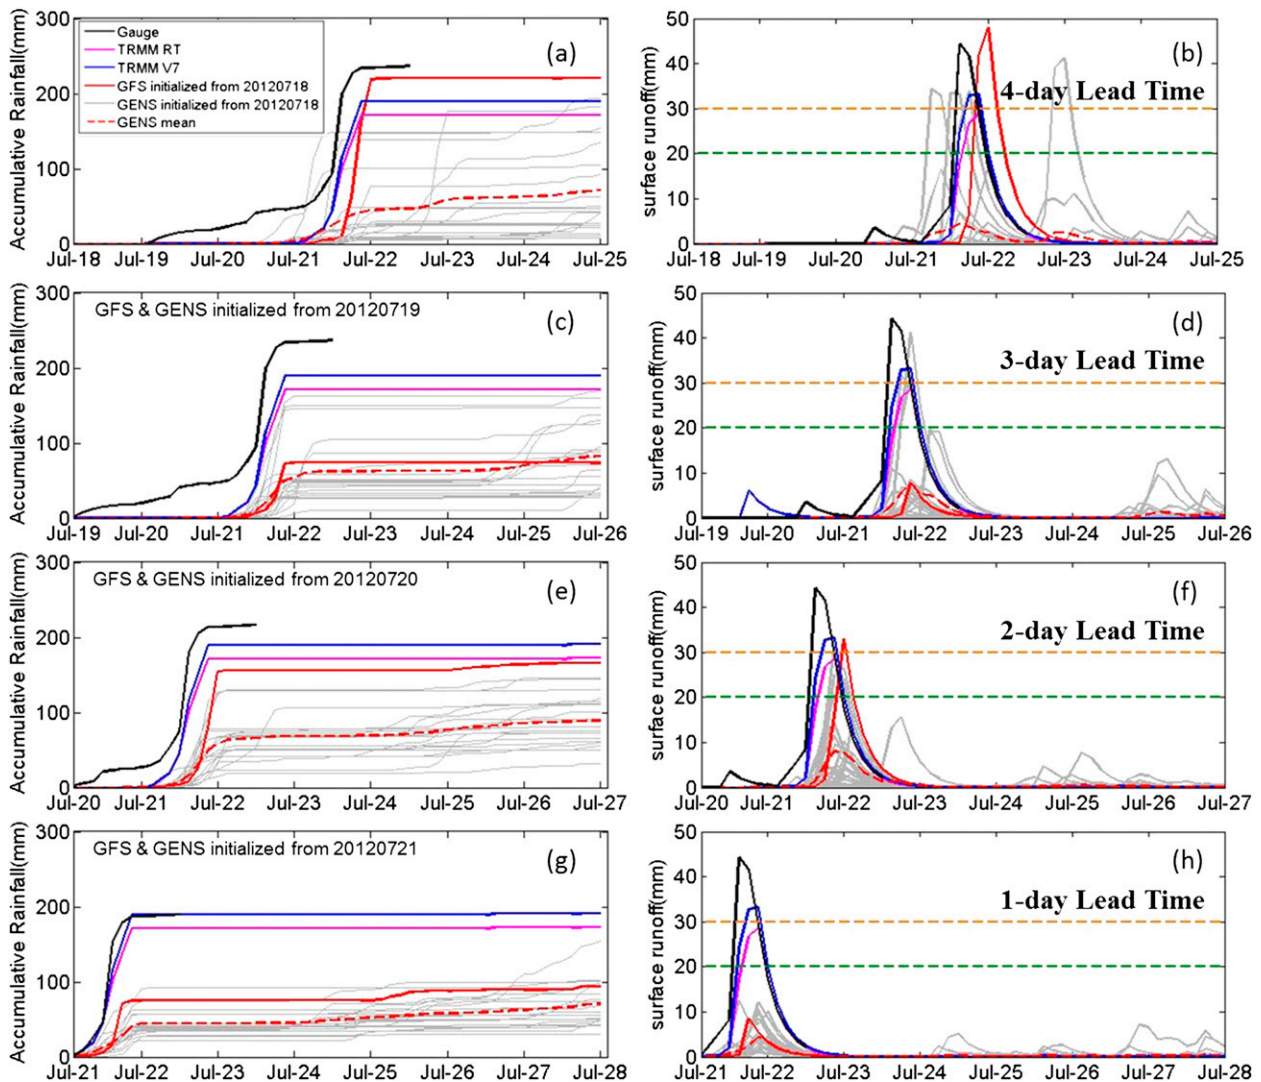 Accumulative Rainfall(mm)
300
200
100
0
Gauge
TRMM RT
TRMM V7
GFS initialized from 20120718
GENS initialized from 20120718
GENS mean
(a)
Jul-18 Jul-19 Jul-20 Jul-21 Jul-22 Jul-23 Jul-24 Jul-25
surface runoff(mm)
50
40
30
20
10
0
(b)
4-day Lead Time
Jul-18 Jul-19 Jul-20 Jul-21 Jul-22 Jul-23 Jul-24 Jul-25
Accumulative Rainfall(mm)
300
200
100
0
GFS & GENS initialized from 20120719
(c)
Jul-19 Jul-20 Jul-21 Jul-22 Jul-23 Jul-24 Jul-25 Jul-26
surface runoff(mm)
50
40
30
20
10
0
(d)
3-day Lead Time
Jul-19 Jul-20 Jul-21 Jul-22 Jul-23 Jul-24 Jul-25 Jul-26
Accumulative Rainfall(mm)
300
200
100
0
GFS & GENS initialized from 20120720
(e)
Jul-20 Jul-21 Jul-22 Jul-23 Jul-24 Jul-25 Jul-26 Jul-27
surface runoff(mm)
50
40
30
20
10
0
(f)
2-day Lead Time
Jul-20 Jul-21 Jul-22 Jul-23 Jul-24 Jul-25 Jul-26 Jul-27
Accumulative Rainfall(mm)
300
200
100
0
GFS & GENS initialized from 20120721
(g)
Jul-21 Jul-22 Jul-23 Jul-24 Jul-25 Jul-26 Jul-27 Jul-28
surface runoff(mm)
50
40
30
20
10
0
(h)
1-day Lead Time
Jul-21 Jul-22 Jul-23 Jul-24 Jul-25 Jul-26 Jul-27 Jul-28